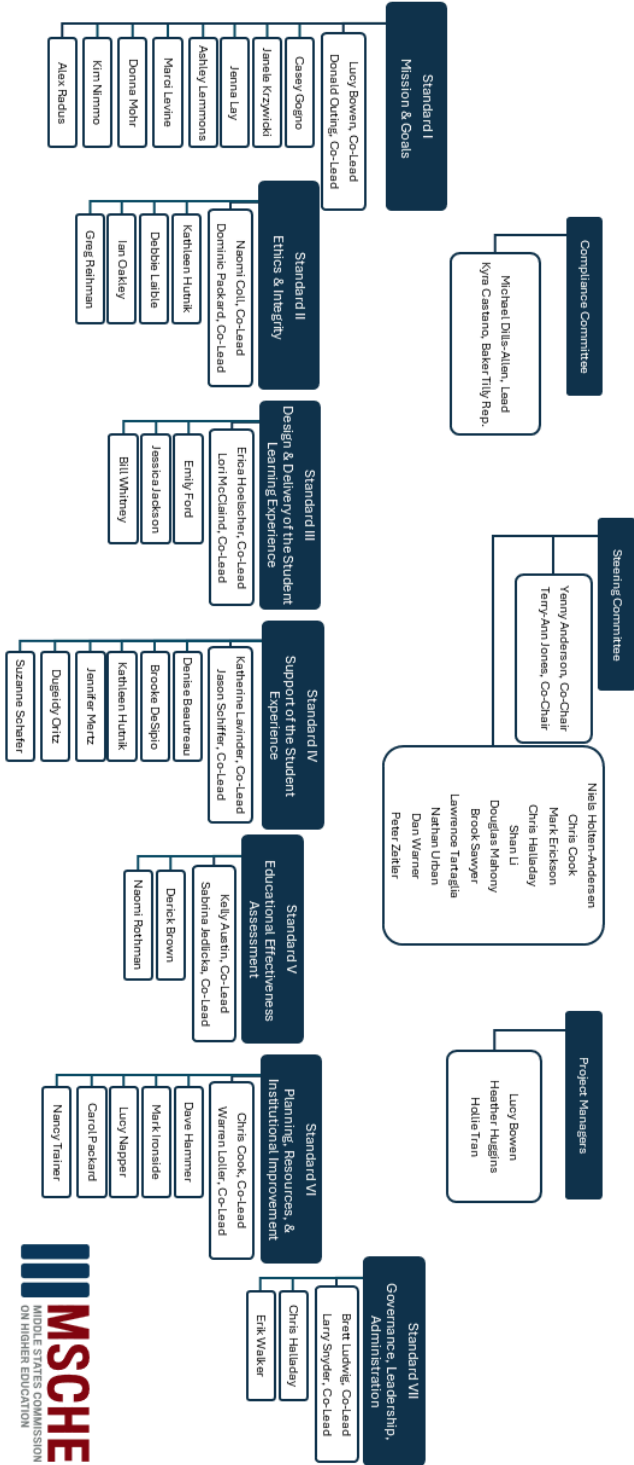 Compliance Committee
Michael Dills-Allen, Lead
Kyra Castano, Baker Tilly Rep.
Steering Committee
Yenny Anderson, Co-Chair
Terry-Ann Jones, Co-Chair
Niels Holten-Andersen
Chris Cook
Mark Erickson
Chris Halladay
Shan Li
Douglas Mahony
Brook Sawyer
Lawrence Tartaglia
Nathan Urban
Dan Warner
Peter Zeitler
Project Managers
Lucy Bowen
Heather Huggins
Hollie Tran
Standard I
Mission & Goals
Lucy Bowen, Co-Lead
Donald Outing, Co-Lead
Casey Gogno
Janele Krzywicki
Jenna Lay
Ashley Lemmons
Marci Levine
Donna Mohr
Kim Nimmo
Alex Radus
Standard II
Ethics & Integrity
Naomi Coll, Co-Lead
Dominic Packard, Co-Lead
Kathleen Hutnik
Debbie Laible
Ian Oakley
Greg Reihman
Standard III
Design & Delivery of the Student
Learning Experience
Erica Hoelscher, Co-Lead
Lori McClaind, Co-Lead
Emily Ford
Jessica Jackson
Bill Whitney
Standard IV
Support of the Student
Experience
Katherine Lavinder, Co-Lead
Jason Schiffer, Co-Lead
Denise Beautreau
Brooke DeSipio
Kathleen Hutnik
Jennifer Mertz
Dugeidy Oritz
Suzanne Schafer
Standard V
Educational Effectiveness
Assessment
Kelly Austin, Co-Lead
Sabrina Jedlicka, Co-Lead
Derick Brown
Naomi Rothman
Standard VI
Planning, Resources, &
Institutional Improvement
Chris Cook, Co-Lead
Warren Loller, Co-Lead
Dave Hammer
Mark Ironside
Lucy Napper
Carol Packard
Nancy Trainer
Standard VII
Governance, Leadership,
Administration
Brett Ludwig, Co-Lead
Larry Snyder, Co-Lead
Chris Halladay
Erik Walker
MSCHE
MIDDLE STATES COMMISSION
ON HIGHER EDUCATION